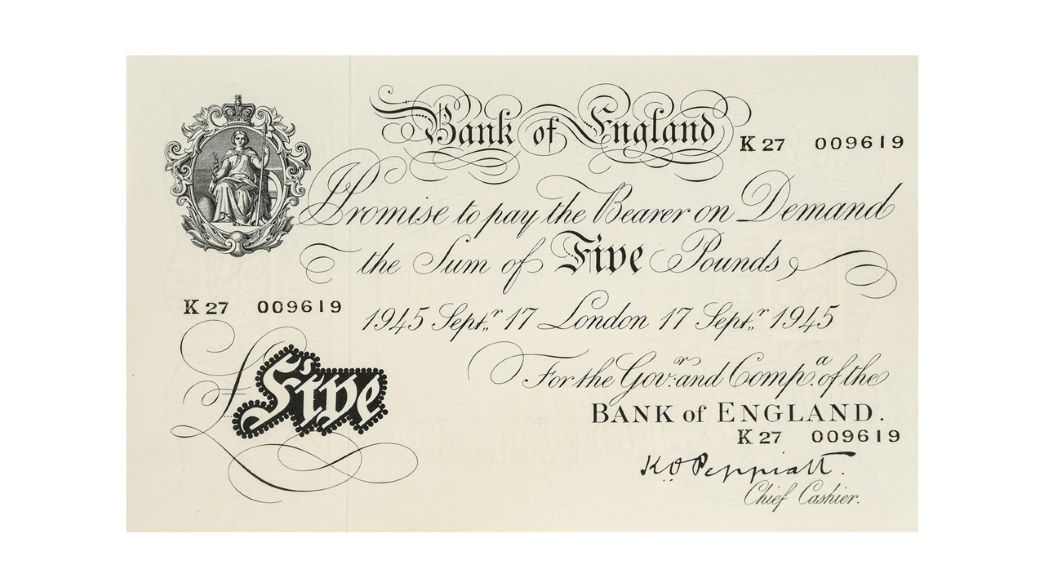 Bank of England
K 27 009619
I Promise to pay the Bearer on Demand
the Sum of Five Pounds
K 27 009619
1945 Septr. 17 London 17 Septr. 1945
£ Five
For the Govr. and Compa. of the
BANK of ENGLAND.
K 27 009619
K O Peppiatt.
Chief Cashier.